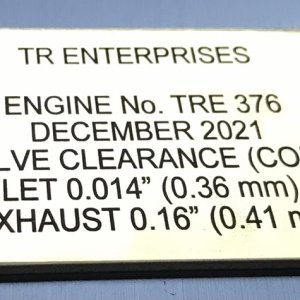 TR ENTERPRISES
ENGINE No. TRE 376
DECEMBER 2021
LVE CLEARANCE (CO
LET 0.014” (0.36 mm)
XHAUST 0.16” (0.41 m